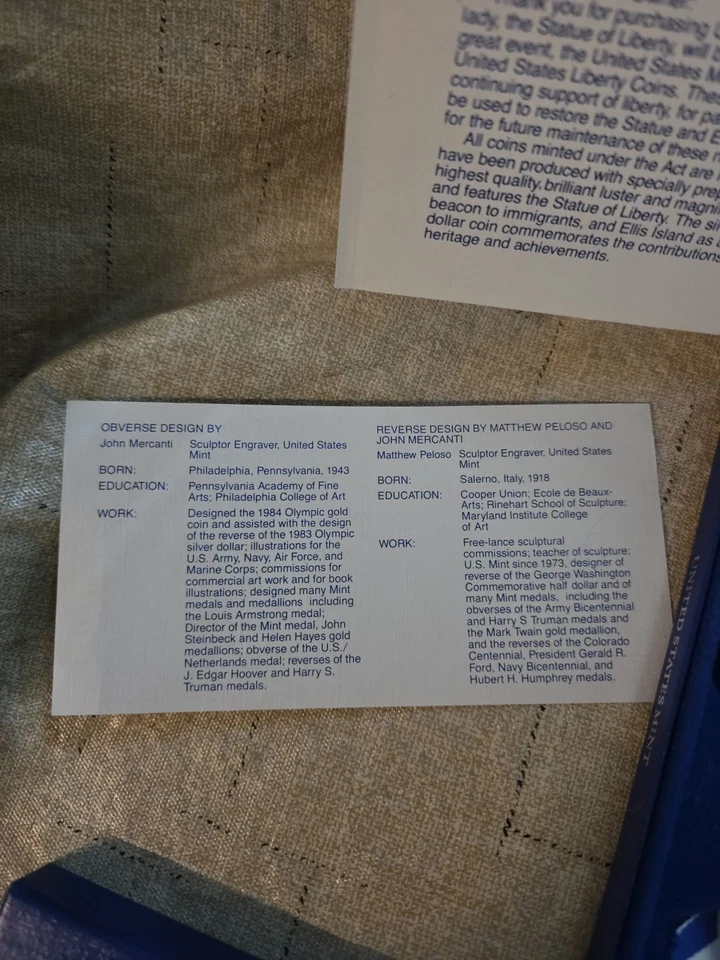 Thank you for purchasing
lady, the Statue of Liberty, will
great event, the United States
United States Liberty Coins.
continuing support of liberty, for
be used to restore the Statue and
for the future maintenance of these
All coins minted under the Act are
have been produced with specially
highest quality, brilliant luster and
and features the Statue of Liberty. The
beacon to immigrants, and Ellis Island as
dollar coin commemorates the contributions
heritage and achievements.
OBVERSE DESIGN BY
John Mercanti Sculptor Engraver, United States
Mint
BORN: Philadelphia, Pennsylvania, 1943
EDUCATION: Pennsylvania Academy of Fine
Arts; Philadelphia College of Art
WORK: Designed the 1984 Olympic gold
coin and assisted with the design
of the reverse of the 1983 Olympic
silver dollar; illustrations for the
U.S. Army, Navy, Air Force, and
Marine Corps; commissions for
commercial art work and for book
illustrations; designed many Mint
medals and medallions including
the Louis Armstrong medal;
Director of the Mint medal, John
Steinbeck and Helen Hayes gold
medallions; obverse of the U.S./
Netherlands medal; reverses of the
J. Edgar Hoover and Harry S.
Truman medals.
REVERSE DESIGN BY MATTHEW PELOSO AND
JOHN MERCANTI
Matthew Peloso Sculptor Engraver, United States
Mint
BORN: Salerno, Italy, 1918
EDUCATION: Cooper Union; Ecole de Beaux-
Arts; Rinehart School of Sculpture;
Maryland Institute College
of Art
WORK: Free-lance sculptural
commissions; teacher of sculpture;
U.S. Mint since 1973, designer of
reverse of the George Washington
Commemorative half dollar and of
many Mint medals, including the
obverses of the Army Bicentennial
and Harry S Truman medals and
the Mark Twain gold medallion,
and the reverses of the Colorado
Centennial, President Gerald R.
Ford, Navy Bicentennial, and
Hubert H. Humphrey medals.
UNITED STATES MINT